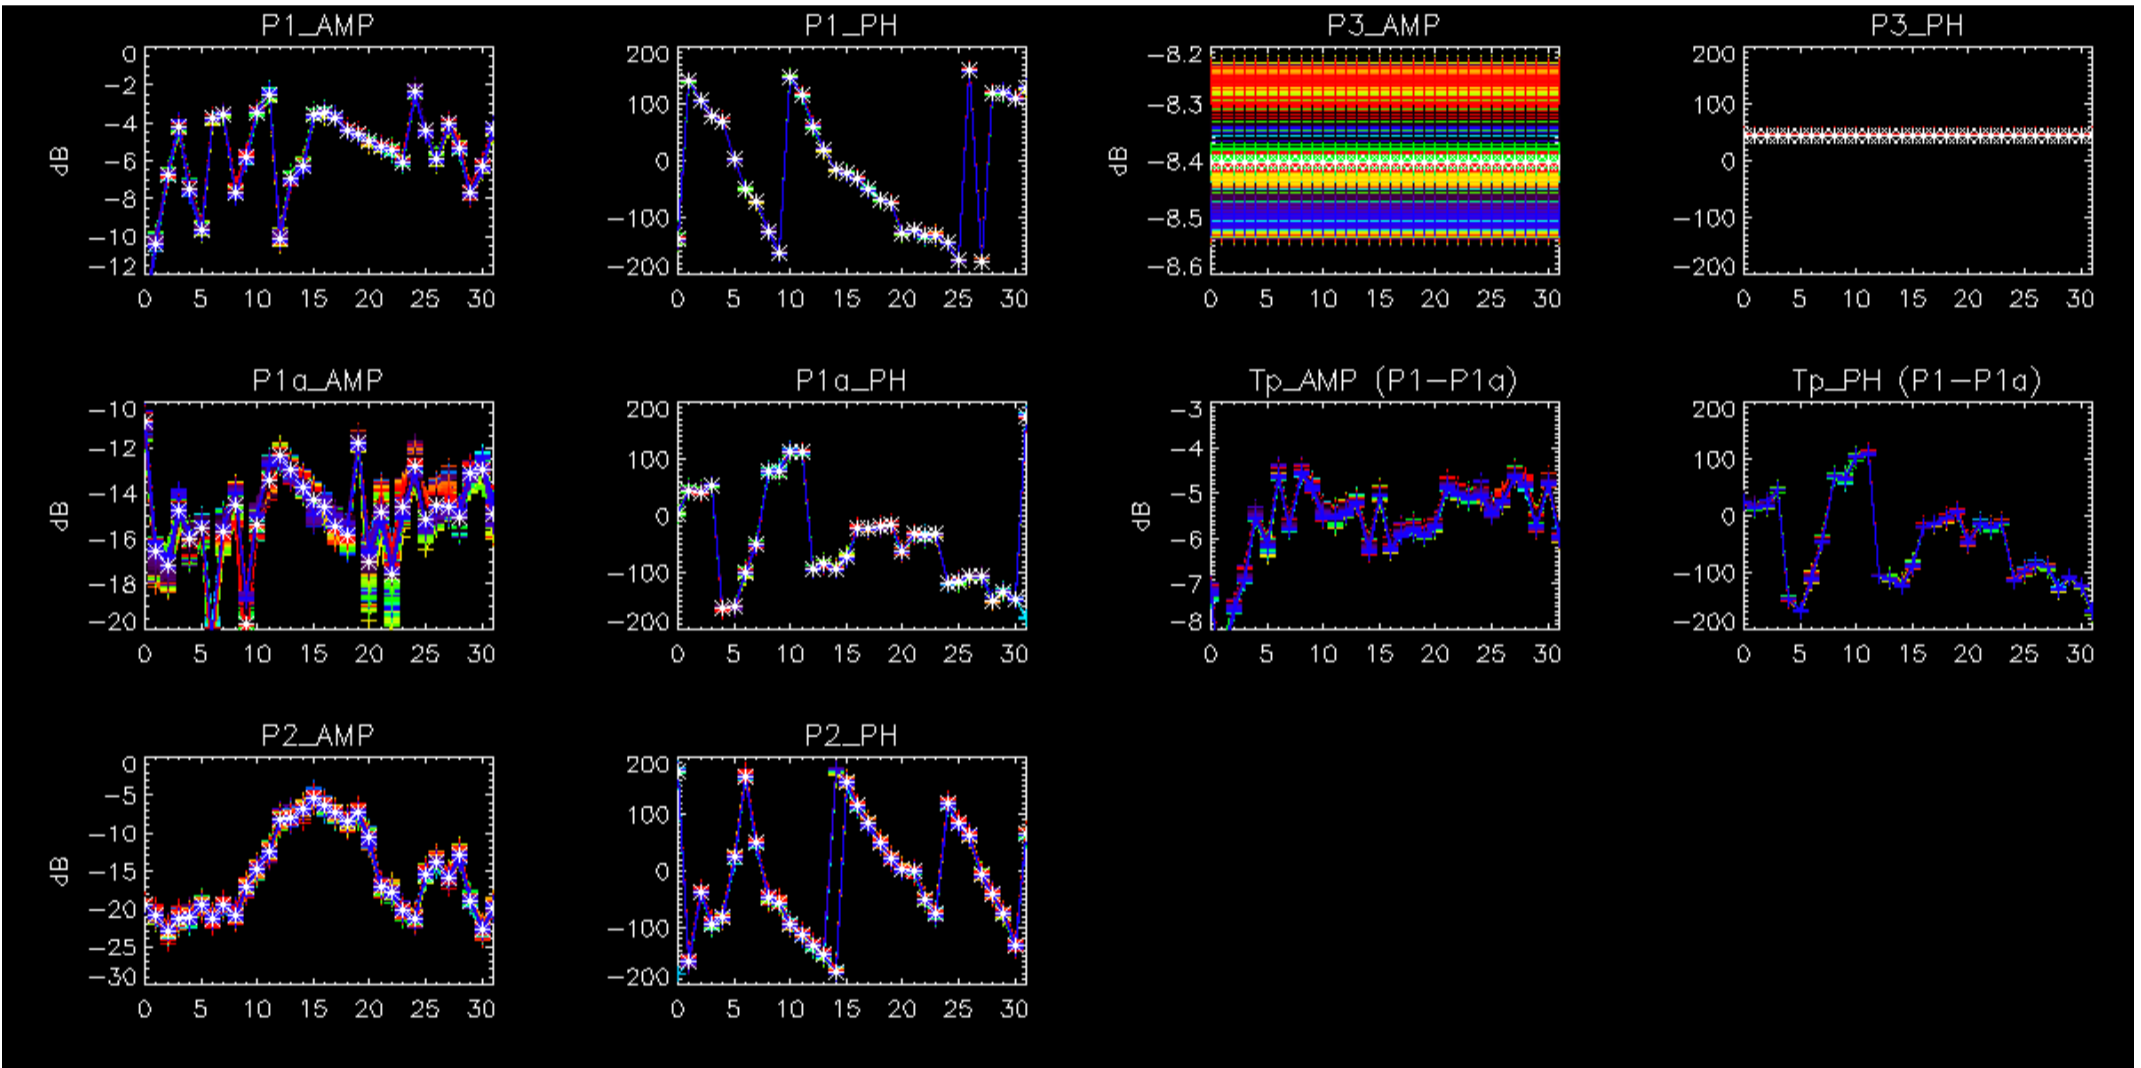 P1_AMP
0
−2
−4
−6
−8
−10
−12
dB
0 5 10 15 20 25 30
P1_PH
200
100
0
−100
−200
0 5 10 15 20 25 30
P3_AMP
−8.2
−8.3
−8.4
−8.5
−8.6
dB
0 5 10 15 20 25 30
P3_PH
200
100
0
−100
−200
0 5 10 15 20 25 30
P1a_AMP
−10
−12
−14
−16
−18
−20
dB
0 5 10 15 20 25 30
P1a_PH
200
100
0
−100
−200
0 5 10 15 20 25 30
Tp_AMP (P1−P1a)
−3
−4
−5
−6
−7
−8
dB
0 5 10 15 20 25 30
Tp_PH (P1−P1a)
200
100
0
−100
−200
0 5 10 15 20 25 30
P2_AMP
0
−5
−10
−15
−20
−25
−30
dB
0 5 10 15 20 25 30
P2_PH
200
100
0
−100
−200
0 5 10 15 20 25 30